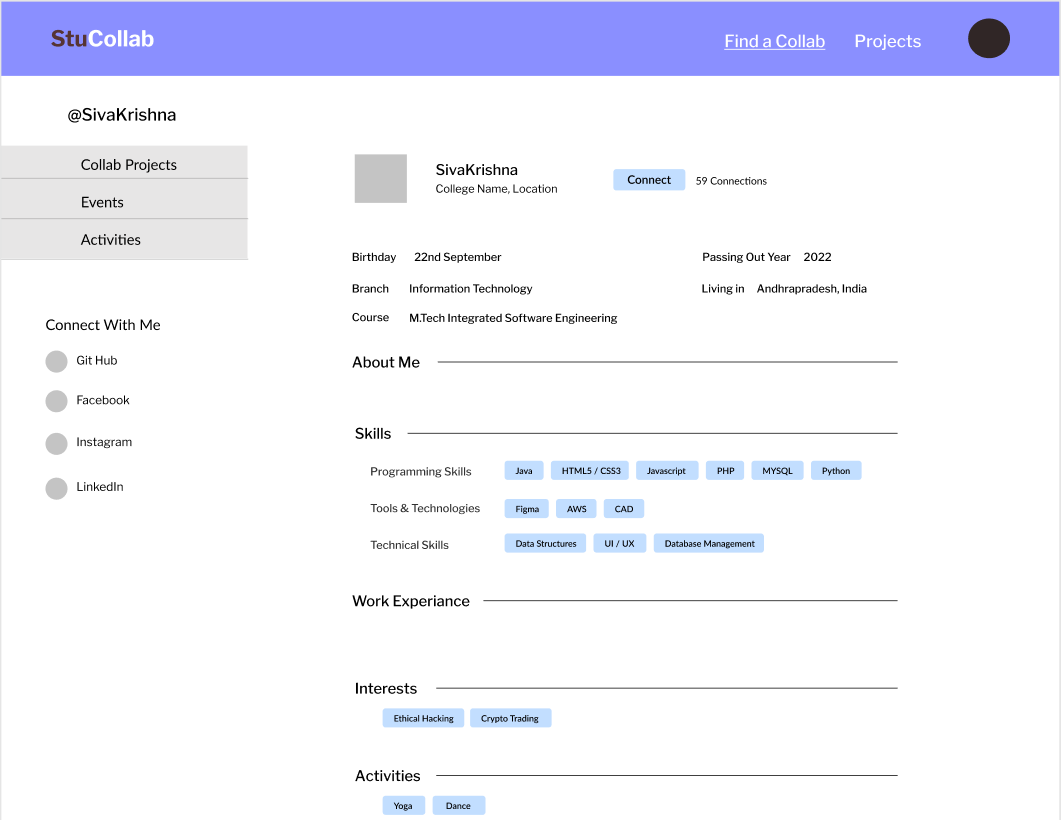 StuCollab
Find a Collab Projects
@SivaKrishna
Collab Projects
Events
Activities
Connect With Me
Git Hub
Facebook
Instagram
LinkedIn
SivaKrishna
College Name, Location
Connect 59 Connections
Birthday 22nd September
Passing Out Year 2022
Branch Information Technology
Living in Andhrapradesh, India
Course M.Tech Integrated Software Engineering
About Me
Skills
Programming Skills Java HTML5 / CSS3 Javascript PHP MYSQL Python
Tools & Technologies Figma AWS CAD
Technical Skills Data Structures UI / UX Database Management
Work Experiance
Interests
Ethical Hacking Crypto Trading
Activities
Yoga Dance